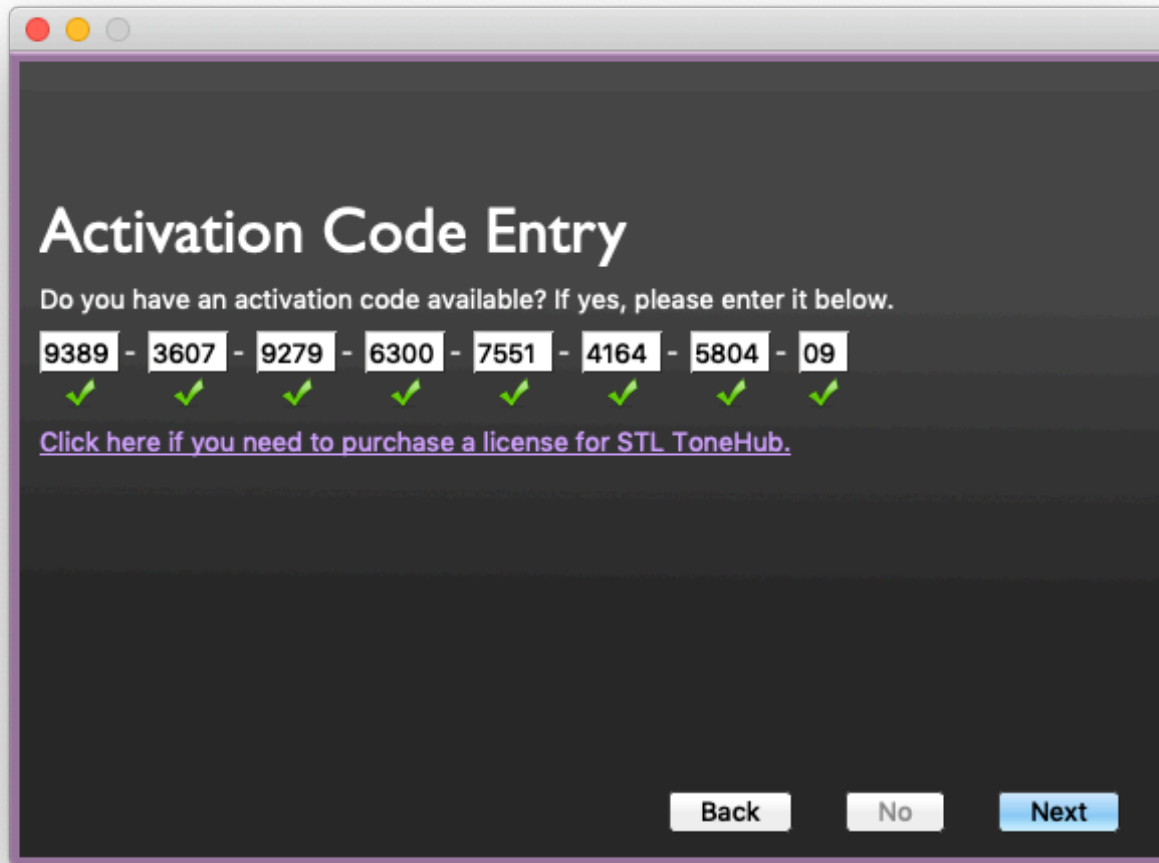 Activation Code Entry
Do you have an activation code available? If yes, please enter it below.
9389 - 3607 - 9279 - 6300 - 7551 - 4164 - 5804 - 09
Click here if you need to purchase a license for STL ToneHub.
Back No Next